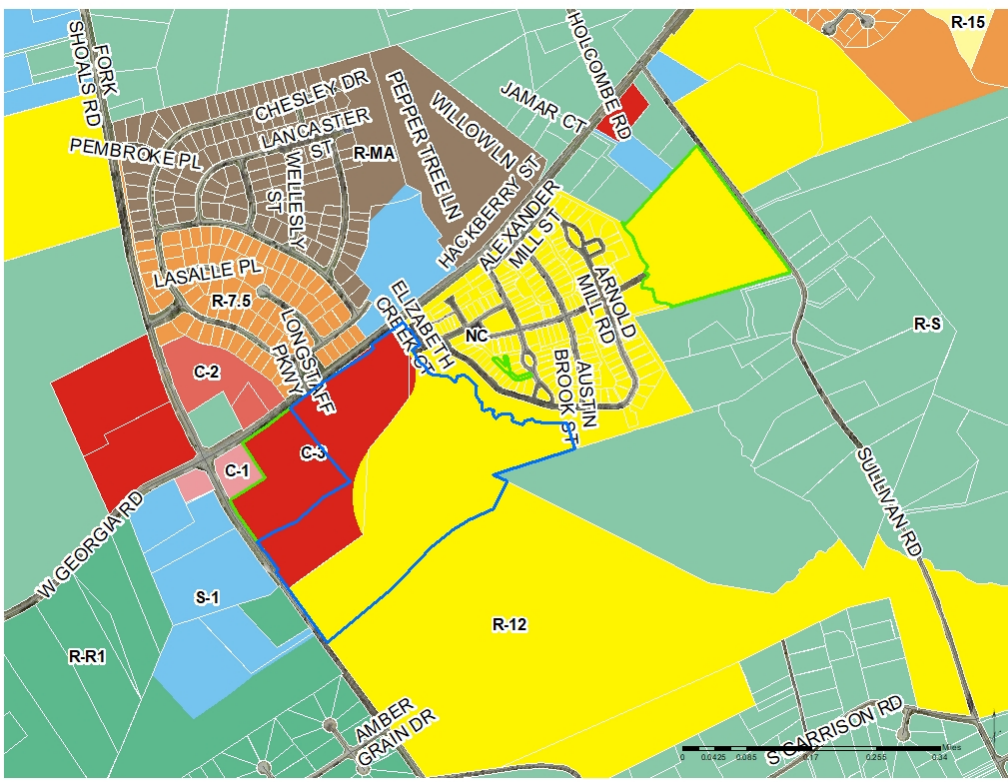 R-15
FORK
SHOALS RD
HOLCOMBE RD
CHESLEY DR
PEPPERTREE LN
WILLOW LN
JAMAR CT
LANCASTER
ST
PEMBROKE PL
R-MA
WELLESLY
ST
HACKBERRY ST
ALEXANDER
MILL ST
LASALLE PL
R-7.5
ARNOLD
MILL RD
ELIZABETH
CREEK CT
LONGSTAFF
PKWY
NC
R-S
C-2
AUSTIN
BROOK ST
C-3
C-1
SULLIVAN RD
W GEORGIA RD
S-1
R-12
R-R1
AMBER
GRAIN DR
S GARRISON RD
Miles
0 0.0425 0.085 0.17 0.255 0.34